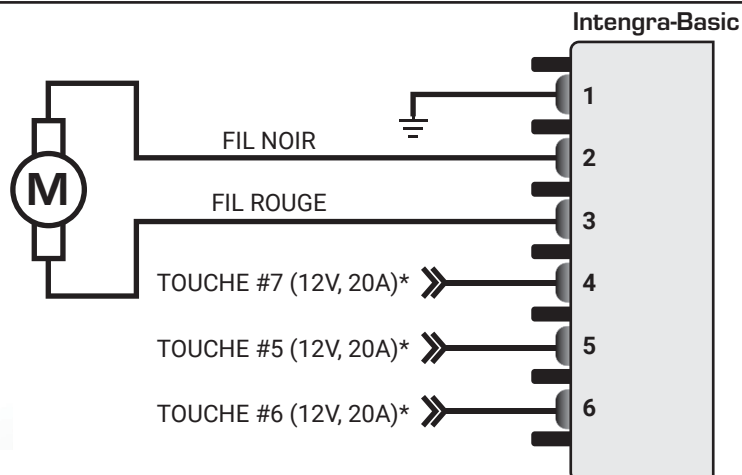 Intengra-Basic
1
FIL NOIR
2
M
FIL ROUGE
3
TOUCHE #7 (12V, 20A)*
4
TOUCHE #5 (12V, 20A)*
5
TOUCHE #6 (12V, 20A)*
6